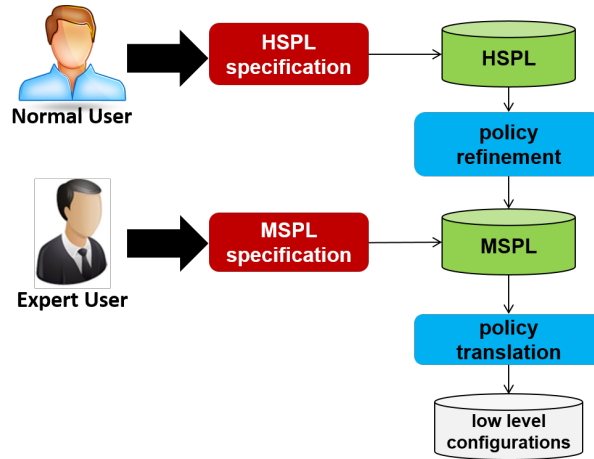 HSPL
specification
HSPL
Normal User
policy
refinement
MSPL
specification
MSPL
Expert User
policy
translation
low level
configurations